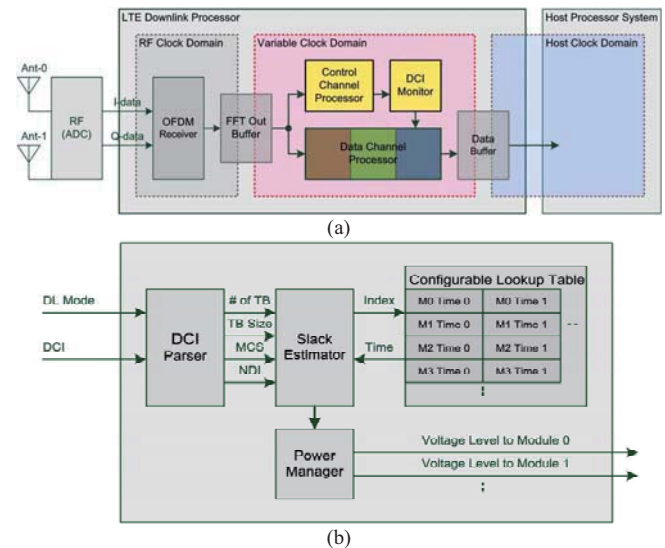 LTE Downlink Processor
Host Processor System
RF Clock Domain
Variable Clock Domain
Host Clock Domain
Ant-0
Ant-1
RF
(ADC)
I-data
Q-data
OFDM
Receiver
FFT Out
Buffer
Control
Channel
Processor
DCI
Monitor
Data Channel
Processor
Data
Buffer
(a)
DL Mode
DCI
DCI
Parser
# of TB
TB Size
MCS
NDI
Slack
Estimator
Index
Time
Configurable Lookup Table
M0 Time 0 M0 Time 1
M1 Time 0 M1 Time 1
M2 Time 0 M2 Time 1
M3 Time 0 M3 Time 1
Power
Manager
Voltage Level to Module 0
Voltage Level to Module 1
(b)